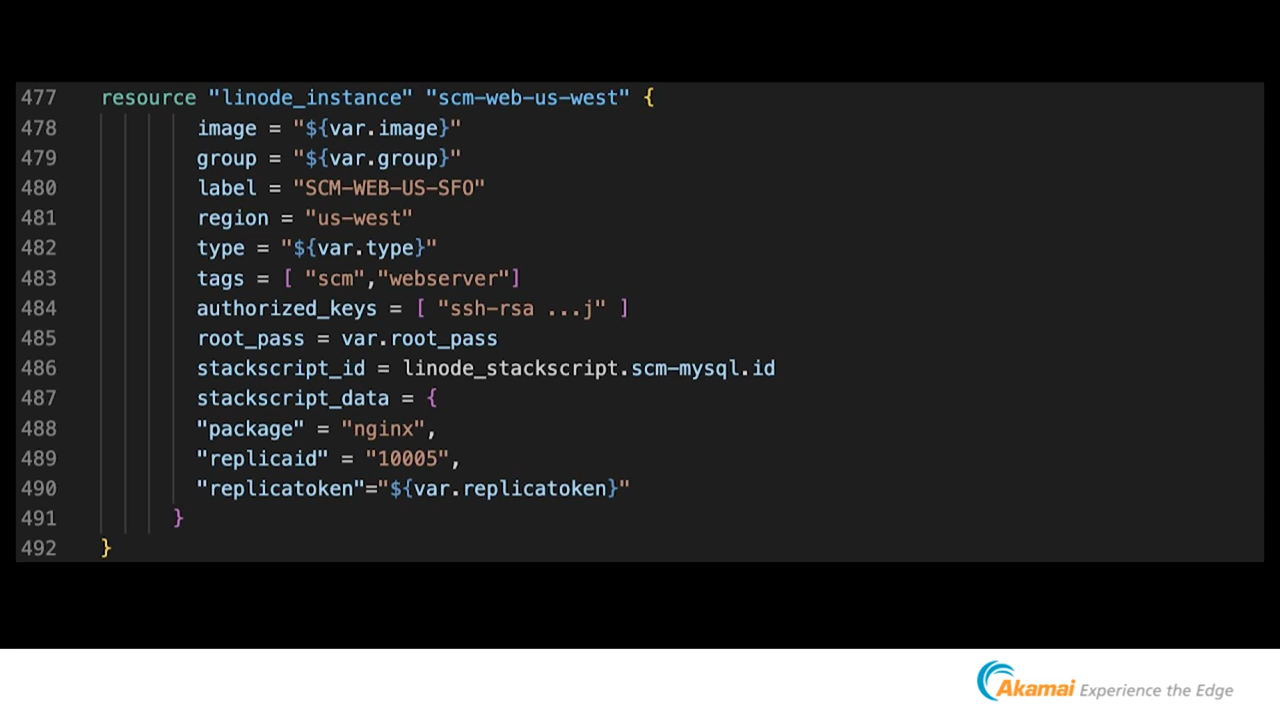 477 resource "linode_instance" "scm-web-us-west" {
478 image = "${var.image}"
479 group = "${var.group}"
480 label = "SCM-WEB-US-SFO"
481 region = "us-west"
482 type = "${var.type}"
483 tags = [ "scm","webserver"]
484 authorized_keys = [ "ssh-rsa ...j" ]
485 root_pass = var.root_pass
486 stackscript_id = linode_stackscript.scm-mysql.id
487 stackscript_data = {
488 "package" = "nginx",
489 "replicaid" = "10005",
490 "replicatoken"="${var.replicatoken}"
491 }
492 }
Akamai Experience the Edge